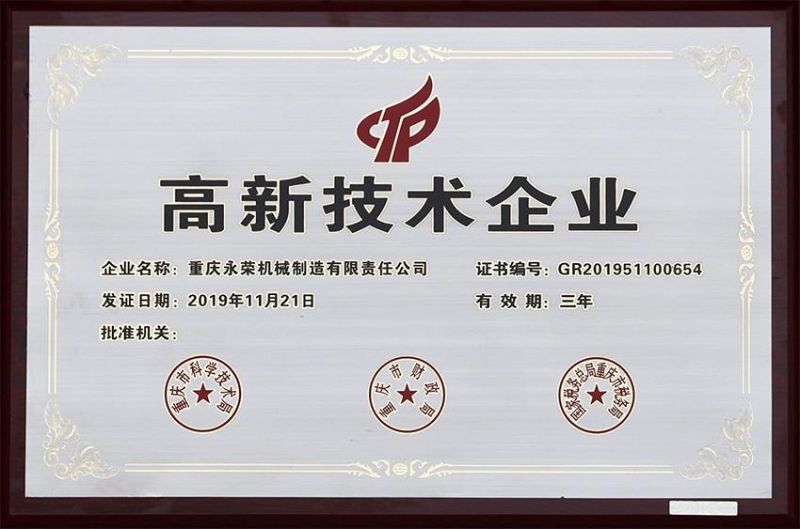 CTP
高新技术企业
企业名称：重庆永荣机械制造有限责任公司
证书编号：GR201951100654
发证日期：2019年11月21日
有效期：三年
批准机关：
重庆市科学技术局
重庆市财政局
国家税务总局重庆市税务局